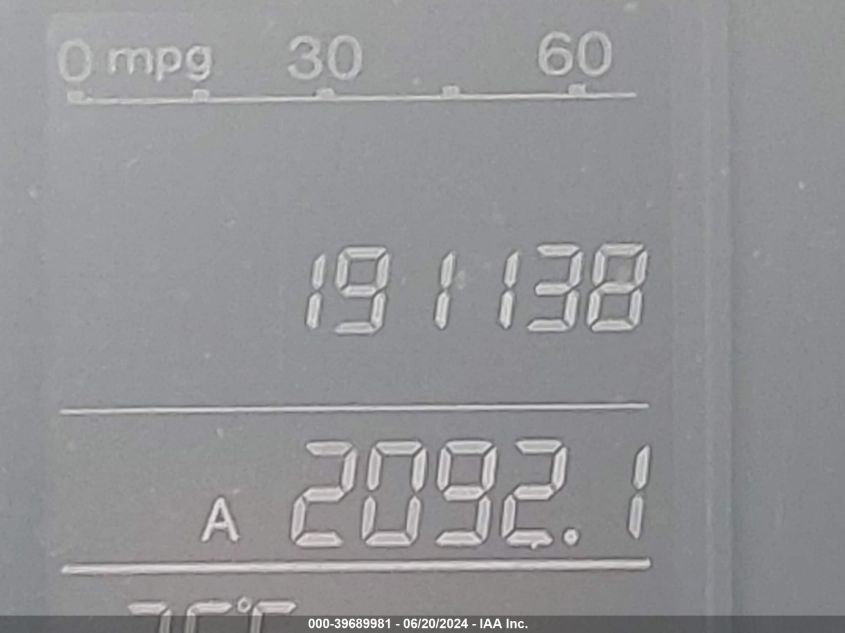 0 mpg 30 60
191138
A 2092.1
000-39689981 - 06/20/2024 - IAA Inc.